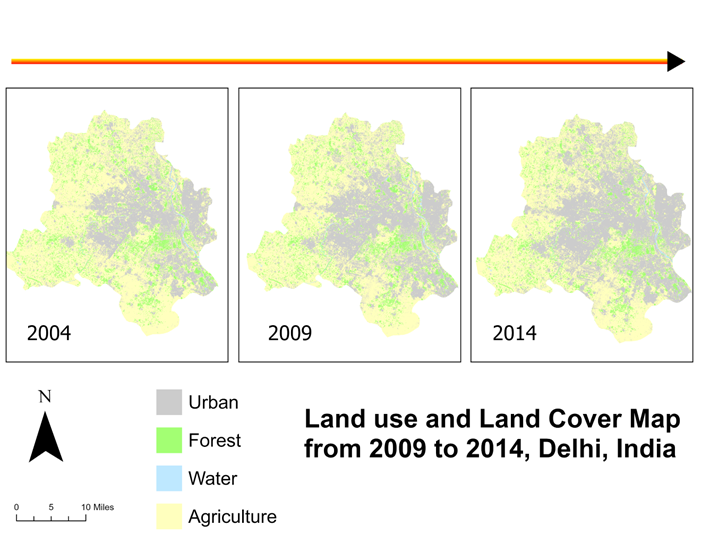 2004
2009
2014
N
Urban
Forest
Water
Agriculture
0 5 10 Miles
Land use and Land Cover Map
from 2009 to 2014, Delhi, India